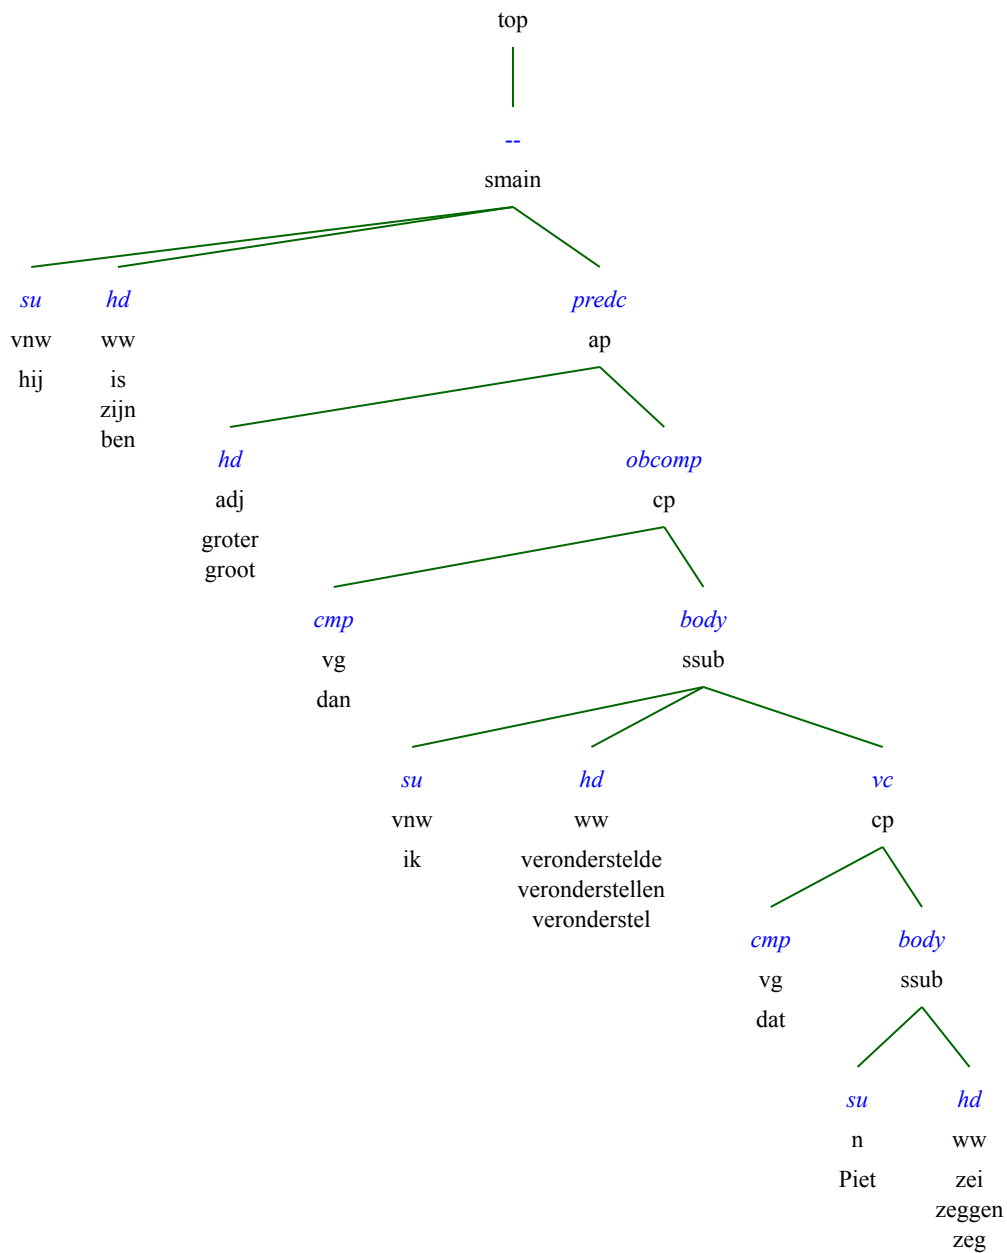 top
--
smain
su hd predc
vnw ww ap
hij is
zijn
ben
hd obcomp
adj cp
groter
groot
cmp body
vg ssub
dan
su hd vc
vnw ww cp
ik veronderstelde
veronderstellen
veronderstel
cmp body
vg ssub
dat
su hd
n ww
Piet zei
zeggen
zeg